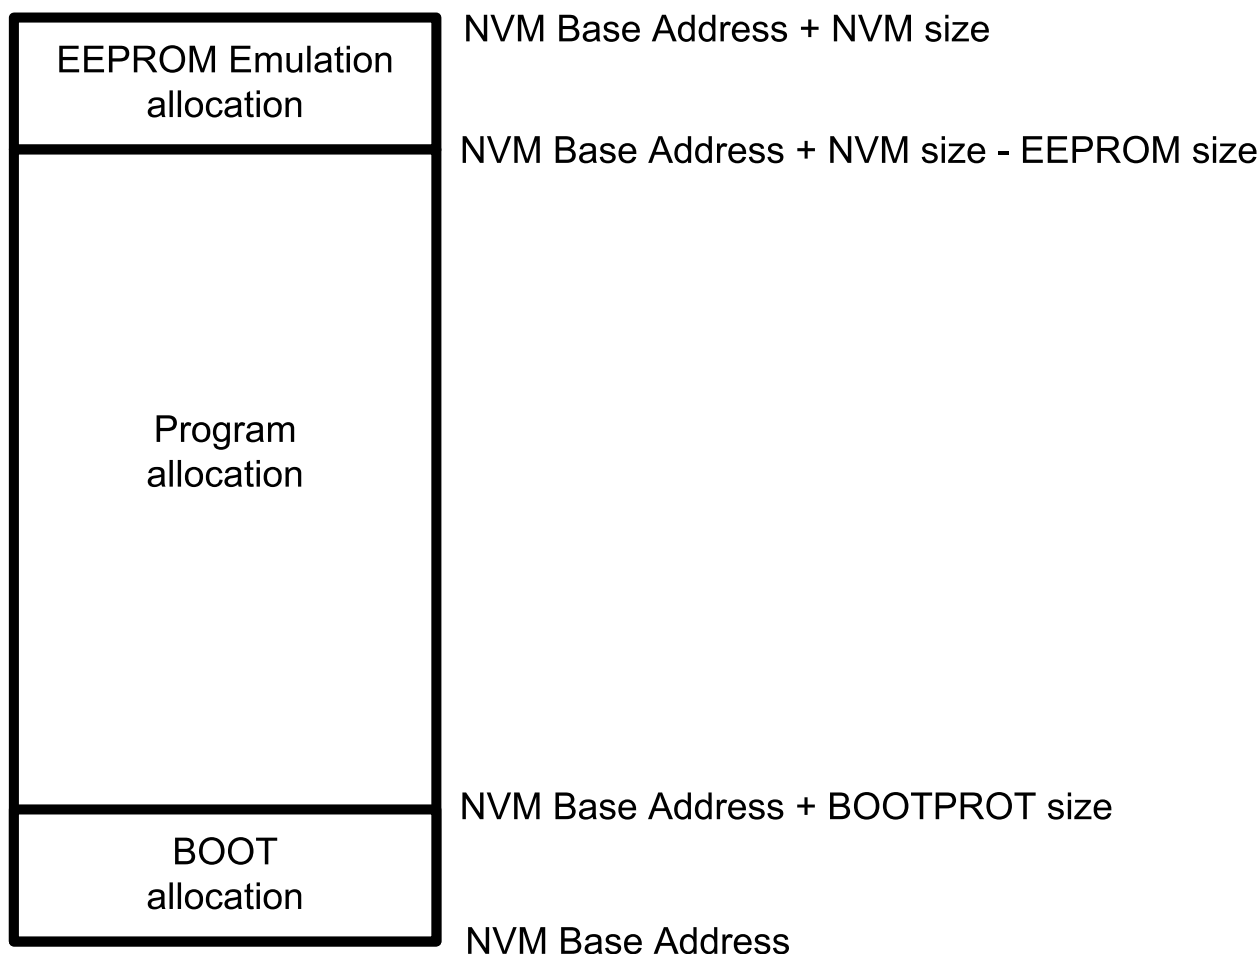 NVM Base Address + NVM size
EEPROM Emulation
allocation
NVM Base Address + NVM size - EEPROM size
Program
allocation
NVM Base Address + BOOTPROT size
BOOT
allocation
NVM Base Address